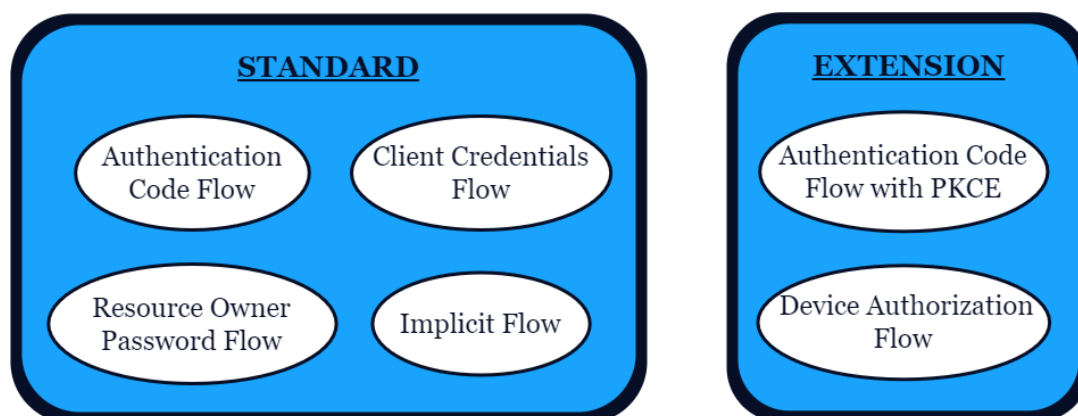 STANDARD
Authentication
Code Flow
Client Credentials
Flow
Resource Owner
Password Flow
Implicit Flow
EXTENSION
Authentication Code
Flow with PKCE
Device Authorization
Flow